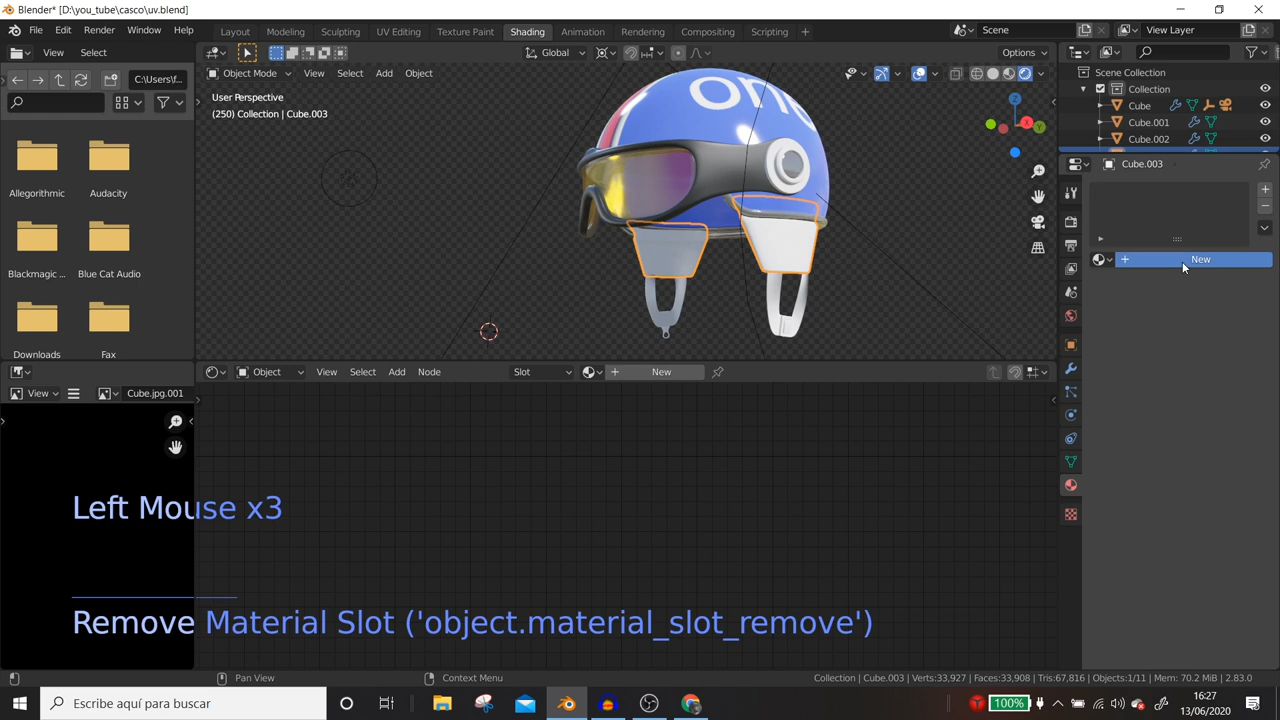 Blender* [D:\you_tube\casco\uv.blend]
File Edit Render Window Help Layout Modeling Sculpting UV Editing Texture Paint Shading Animation Rendering Compositing Scripting + Scene View Layer
View Select Global Options
Object Mode View Select Add Object
Scene Collection
Collection
Cube
Cube.001
Cube.002
C:\Users\f...
User Perspective
(250) Collection | Cube.003
one
Z
X
Y
Cube.003
New
Allegorithmic Audacity
Blackmagic ... Blue Cat Audio
Downloads Fax
Object View Select Add Node Slot New
View Cube.jpg.001
Left Mouse x3
Remove Material Slot ('object.material_slot_remove')
Pan View Context Menu Collection | Cube.003 | Verts:33,927 | Faces:33,908 | Tris:67,816 | Objects:1/11 | Mem: 70.2 MiB | 2.83.0
Escribe aquí para buscar
100%
16:27
13/06/2020